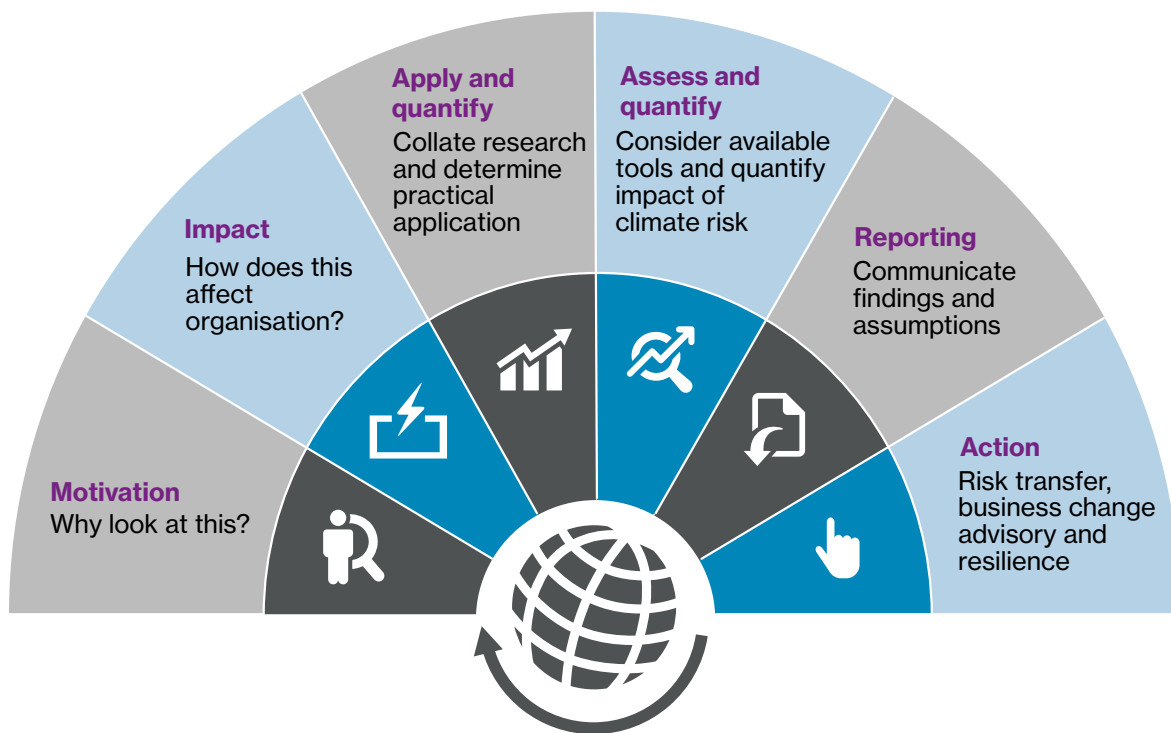 Motivation
Why look at this?
Impact
How does this
affect
organisation?
Apply and
quantify
Collate research
and determine
practical
application
Assess and
quantify
Consider available
tools and quantify
impact of
climate risk
Reporting
Communicate
findings and
assumptions
Action
Risk transfer,
business change
advisory and
resilience